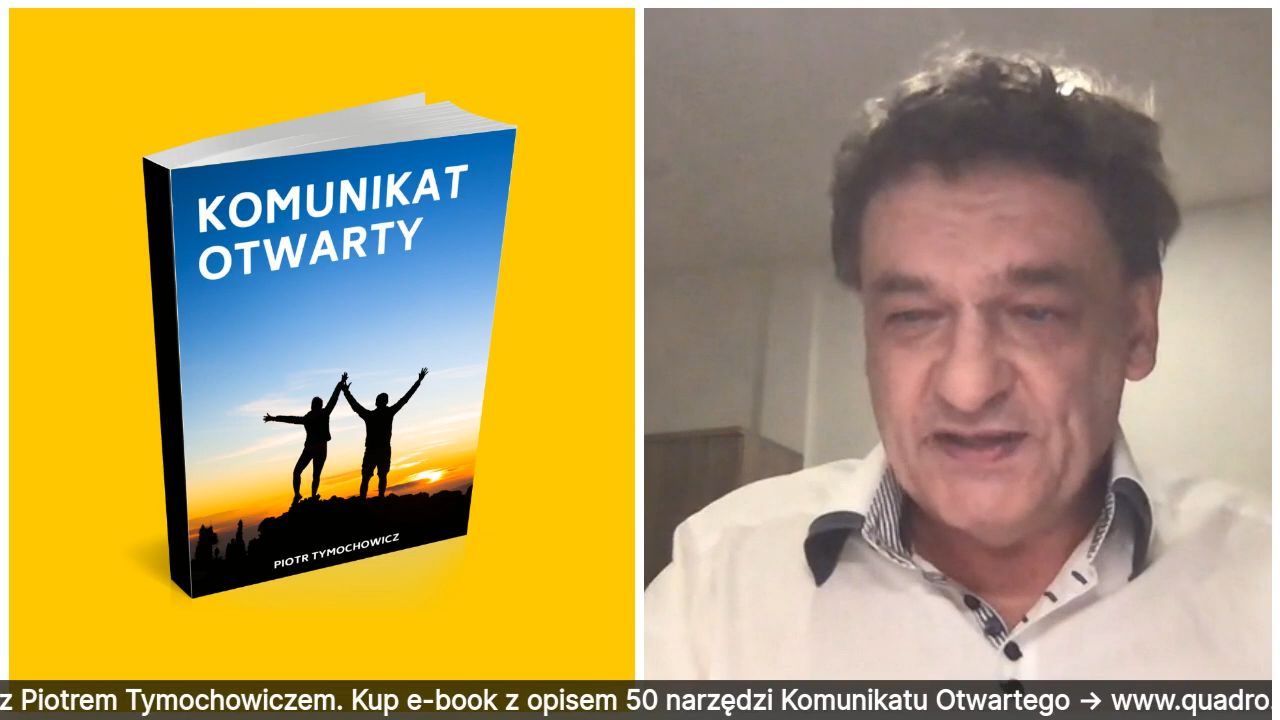 KOMUNIKAT
OTWARTY
PIOTR TYMOCHOWICZ
z Piotrem Tymochowiczem. Kup e-book z opisem 50 narzędzi Komunikatu Otwartego → www.quadro.